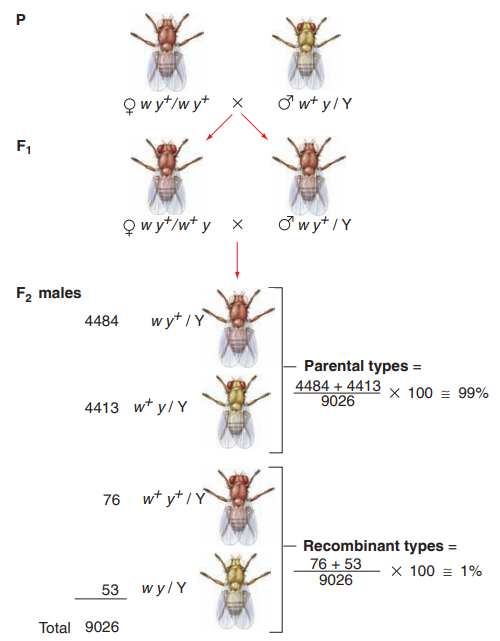 P
♀ w y⁺/w y⁺ × ♂ w⁺ y / Y
F₁
♀ w y⁺/w⁺ y × ♂ w y⁺ / Y
F₂ males
4484 w y⁺ / Y
Parental types =
4484 + 4413
9026
× 100 ≅ 99%
4413 w⁺ y / Y
76 w⁺ y⁺ / Y
Recombinant types =
76 + 53
9026
× 100 ≅ 1%
53 w y / Y
Total 9026